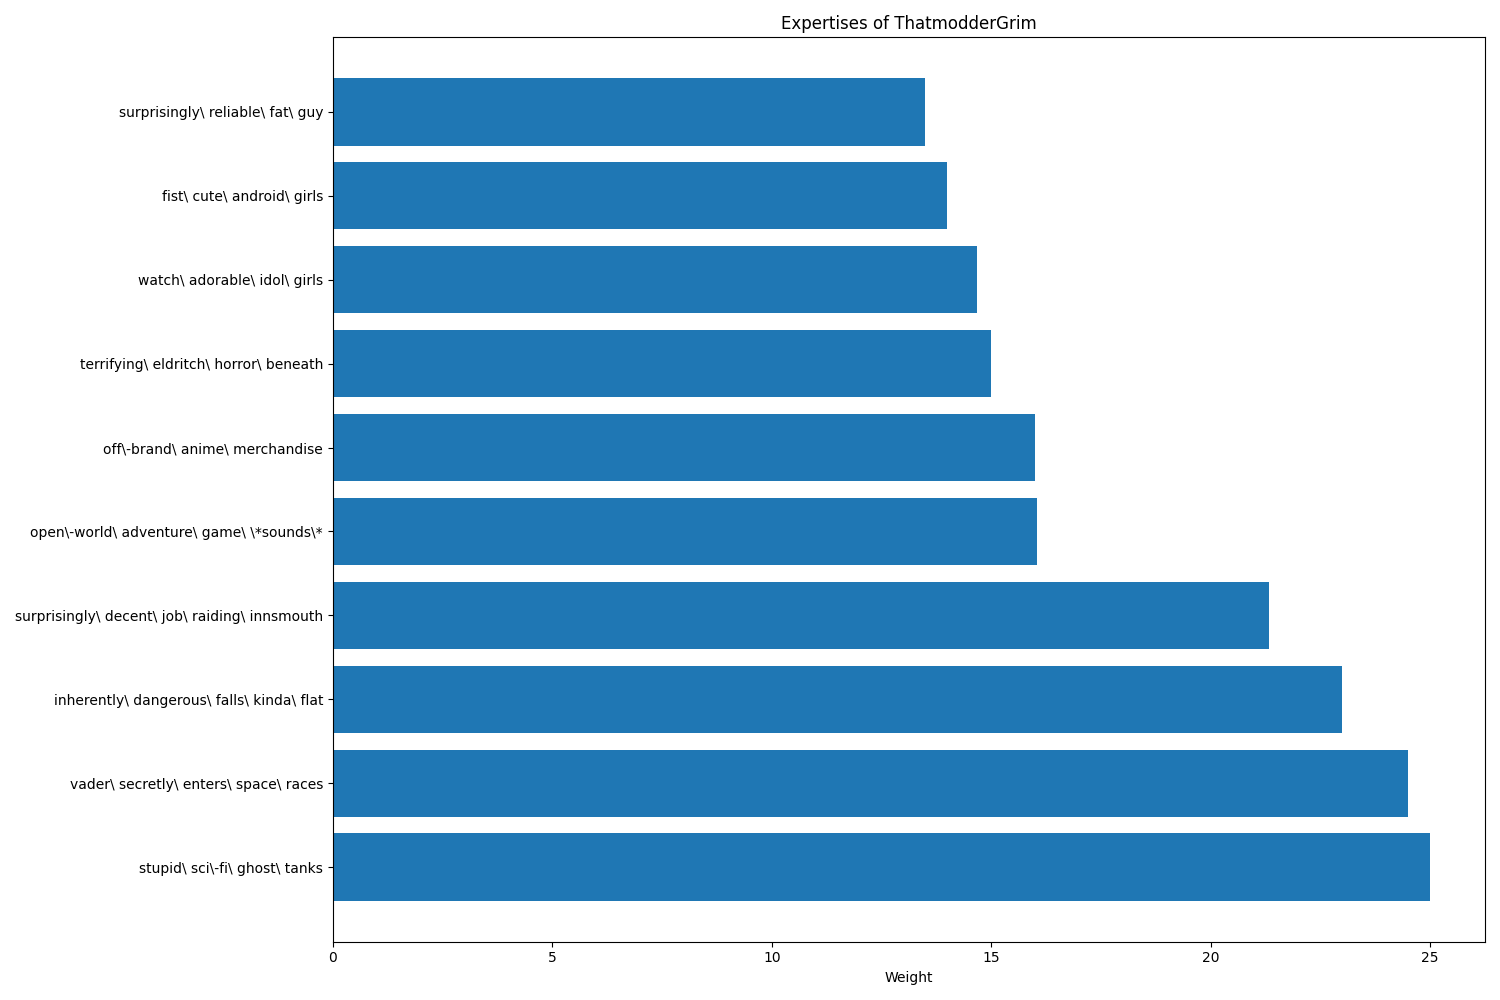 Expertises of ThatmodderGrim
surprisingly\ reliable\ fat\ guy
fist\ cute\ android\ girls
watch\ adorable\ idol\ girls
terrifying\ eldritch\ horror\ beneath
off\-brand\ anime\ merchandise
open\-world\ adventure\ game\ \*sounds\*
surprisingly\ decent\ job\ raiding\ innsmouth
inherently\ dangerous\ falls\ kinda\ flat
vader\ secretly\ enters\ space\ races
stupid\ sci\-fi\ ghost\ tanks
0 5 10 15 20 25
Weight